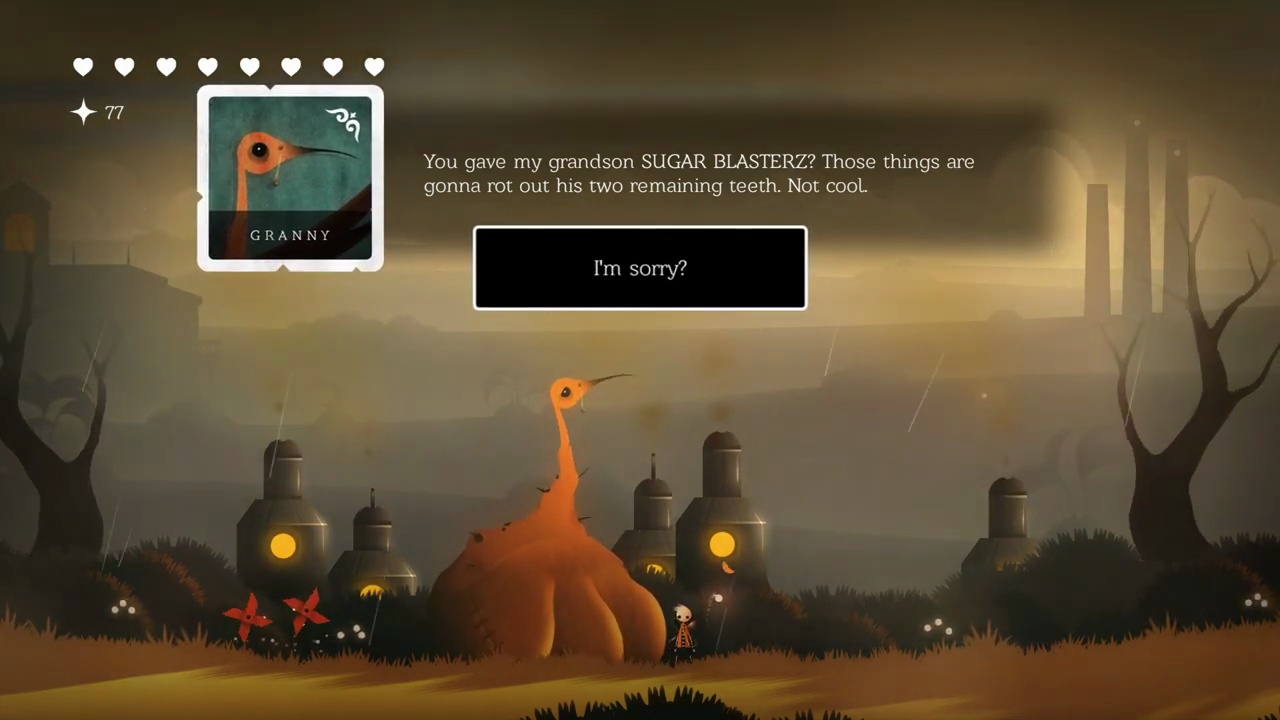 77
You gave my grandson SUGAR BLASTERZ? Those things are
gonna rot out his two remaining teeth. Not cool.
GRANNY
I'm sorry?